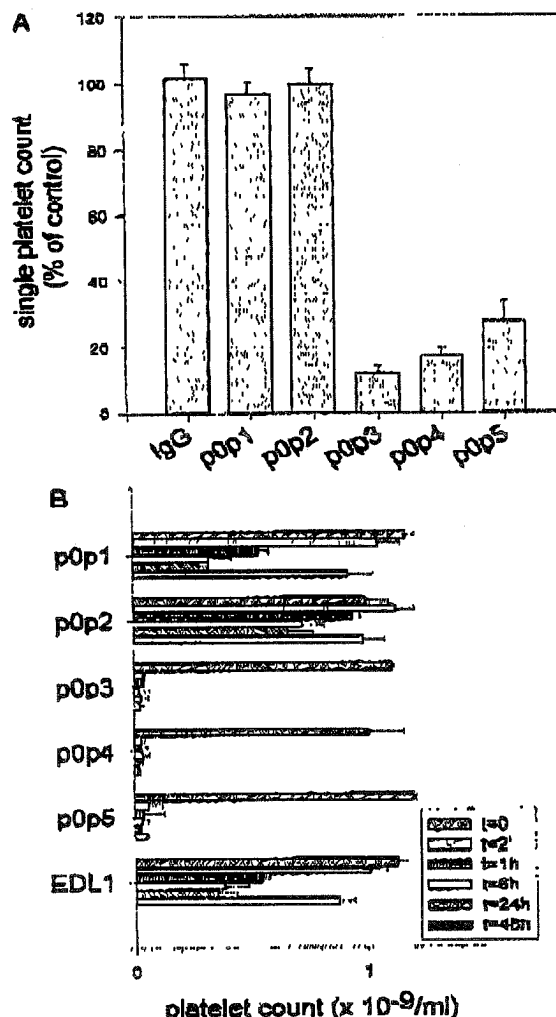 A
single platelet count
(% of control)
120
100
80
60
40
20
0
IgG
p0p1
p0p2
p0p3
p0p4
p0p5
B
p0p1
p0p2
p0p3
p0p4
p0p5
EDL1
t=0
t=2'
t=1h
t=6h
t=24h
t=48h
0
1
platelet count (x 10-9/ml)